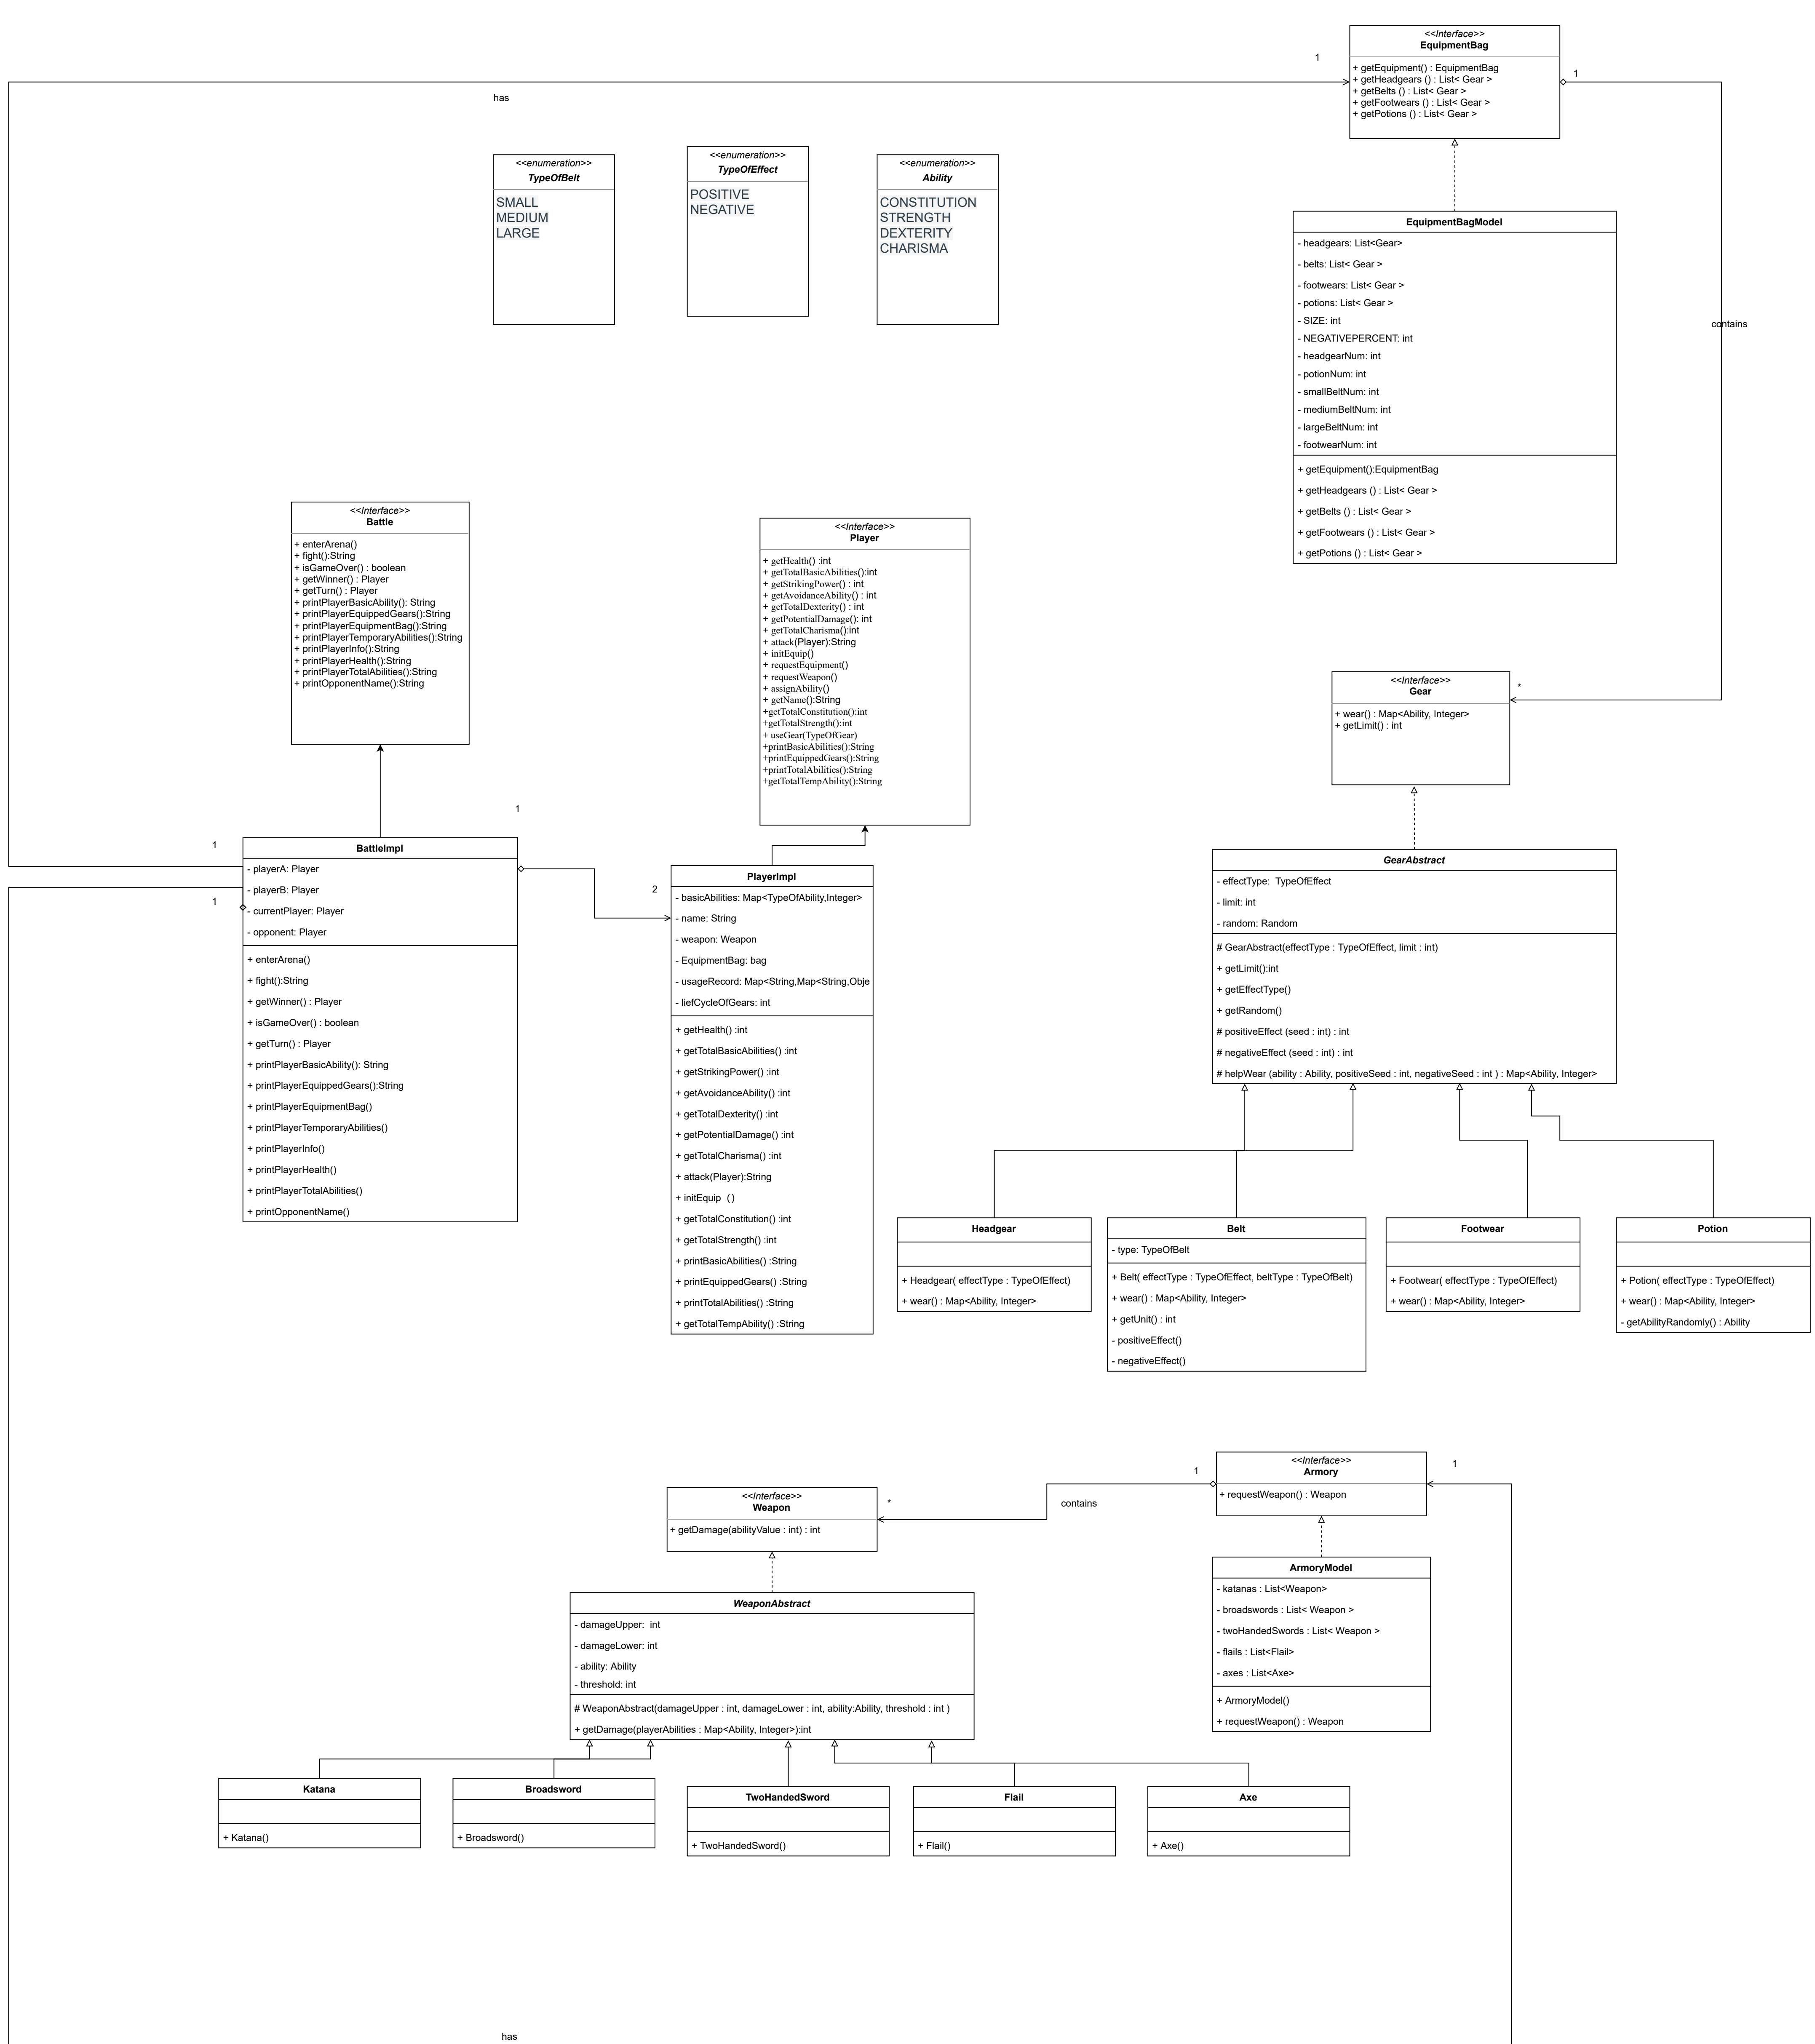 <<Interface>>
EquipmentBag
+ getEquipment() : EquipmentBag
+ getHeadgears () : List< Gear >
+ getBelts () : List< Gear >
+ getFootwears () : List< Gear >
+ getPotions () : List< Gear >
1
1
has
<<enumeration>>
TypeOfBelt
SMALL
MEDIUM
LARGE
<<enumeration>>
TypeOfEffect
POSITIVE
NEGATIVE
<<enumeration>>
Ability
CONSTITUTION
STRENGTH
DEXTERITY
CHARISMA
EquipmentBagModel
- headgears: List<Gear>
- belts: List< Gear >
- footwears: List< Gear >
- potions: List< Gear >
- SIZE: int
- NEGATIVEPERCENT: int
- headgearNum: int
- potionNum: int
- smallBeltNum: int
- mediumBeltNum: int
- largeBeltNum: int
- footwearNum: int
+ getEquipment():EquipmentBag
+ getHeadgears () : List< Gear >
+ getBelts () : List< Gear >
+ getFootwears () : List< Gear >
+ getPotions () : List< Gear >
contains
<<Interface>>
Battle
+ enterArena()
+ fight():String
+ isGameOver() : boolean
+ getWinner() : Player
+ getTurn() : Player
+ printPlayerBasicAbility(): String
+ printPlayerEquippedGears():String
+ printPlayerEquipmentBag():String
+ printPlayerTemporaryAbilities():String
+ printPlayerInfo():String
+ printPlayerHealth():String
+ printPlayerTotalAbilities():String
+ printOpponentName():String
<<Interface>>
Player
+ getHealth() :int
+ getTotalBasicAbilities():int
+ getStrikingPower() : int
+ getAvoidanceAbility() : int
+ getTotalDexterity() : int
+ getPotentialDamage(): int
+ getTotalCharisma():int
+ attack(Player):String
+ initEquip()
+ requestEquipment()
+ requestWeapon()
+ assignAbility()
+ getName():String
+getTotalConstitution():int
+getTotalStrength():int
+ useGear(TypeOfGear)
+printBasicAbilities():String
+printEquippedGears():String
+printTotalAbilities():String
+getTotalTempAbility():String
<<Interface>>
Gear
+ wear() : Map<Ability, Integer>
+ getLimit() : int
*
1
1
1
2
BattleImpl
- playerA: Player
- playerB: Player
- currentPlayer: Player
- opponent: Player
+ enterArena()
+ fight():String
+ getWinner() : Player
+ isGameOver() : boolean
+ getTurn() : Player
+ printPlayerBasicAbility(): String
+ printPlayerEquippedGears():String
+ printPlayerEquipmentBag()
+ printPlayerTemporaryAbilities()
+ printPlayerInfo()
+ printPlayerHealth()
+ printPlayerTotalAbilities()
+ printOpponentName()
PlayerImpl
- basicAbilities: Map<TypeOfAbility,Integer>
- name: String
- weapon: Weapon
- EquipmentBag: bag
- usageRecord: Map<String,Map<String,Obje
- liefCycleOfGears: int
+ getHealth() :int
+ getTotalBasicAbilities() :int
+ getStrikingPower() :int
+ getAvoidanceAbility() :int
+ getTotalDexterity() :int
+ getPotentialDamage() :int
+ getTotalCharisma() :int
+ attack(Player):String
+ initEquip ()
+ getTotalConstitution() :int
+ getTotalStrength() :int
+ printBasicAbilities() :String
+ printEquippedGears() :String
+ printTotalAbilities() :String
+ getTotalTempAbility() :String
GearAbstract
- effectType: TypeOfEffect
- limit: int
- random: Random
# GearAbstract(effectType : TypeOfEffect, limit : int)
+ getLimit():int
+ getEffectType()
+ getRandom()
# positiveEffect (seed : int) : int
# negativeEffect (seed : int) : int
# helpWear (ability : Ability, positiveSeed : int, negativeSeed : int ) : Map<Ability, Integer>
Headgear
+ Headgear( effectType : TypeOfEffect)
+ wear() : Map<Ability, Integer>
Belt
- type: TypeOfBelt
+ Belt( effectType : TypeOfEffect, beltType : TypeOfBelt)
+ wear() : Map<Ability, Integer>
+ getUnit() : int
- positiveEffect()
- negativeEffect()
Footwear
+ Footwear( effectType : TypeOfEffect)
+ wear() : Map<Ability, Integer>
Potion
+ Potion( effectType : TypeOfEffect)
+ wear() : Map<Ability, Integer>
- getAbilityRandomly() : Ability
<<Interface>>
Weapon
+ getDamage(abilityValue : int) : int
*
contains
1
<<Interface>>
Armory
+ requestWeapon() : Weapon
1
WeaponAbstract
- damageUpper: int
- damageLower: int
- ability: Ability
- threshold: int
# WeaponAbstract(damageUpper : int, damageLower : int, ability:Ability, threshold : int )
+ getDamage(playerAbilities : Map<Ability, Integer>):int
ArmoryModel
- katanas : List<Weapon>
- broadswords : List< Weapon >
- twoHandedSwords : List< Weapon >
- flails : List<Flail>
- axes : List<Axe>
+ ArmoryModel()
+ requestWeapon() : Weapon
Katana
+ Katana()
Broadsword
+ Broadsword()
TwoHandedSword
+ TwoHandedSword()
Flail
+ Flail()
Axe
+ Axe()
has